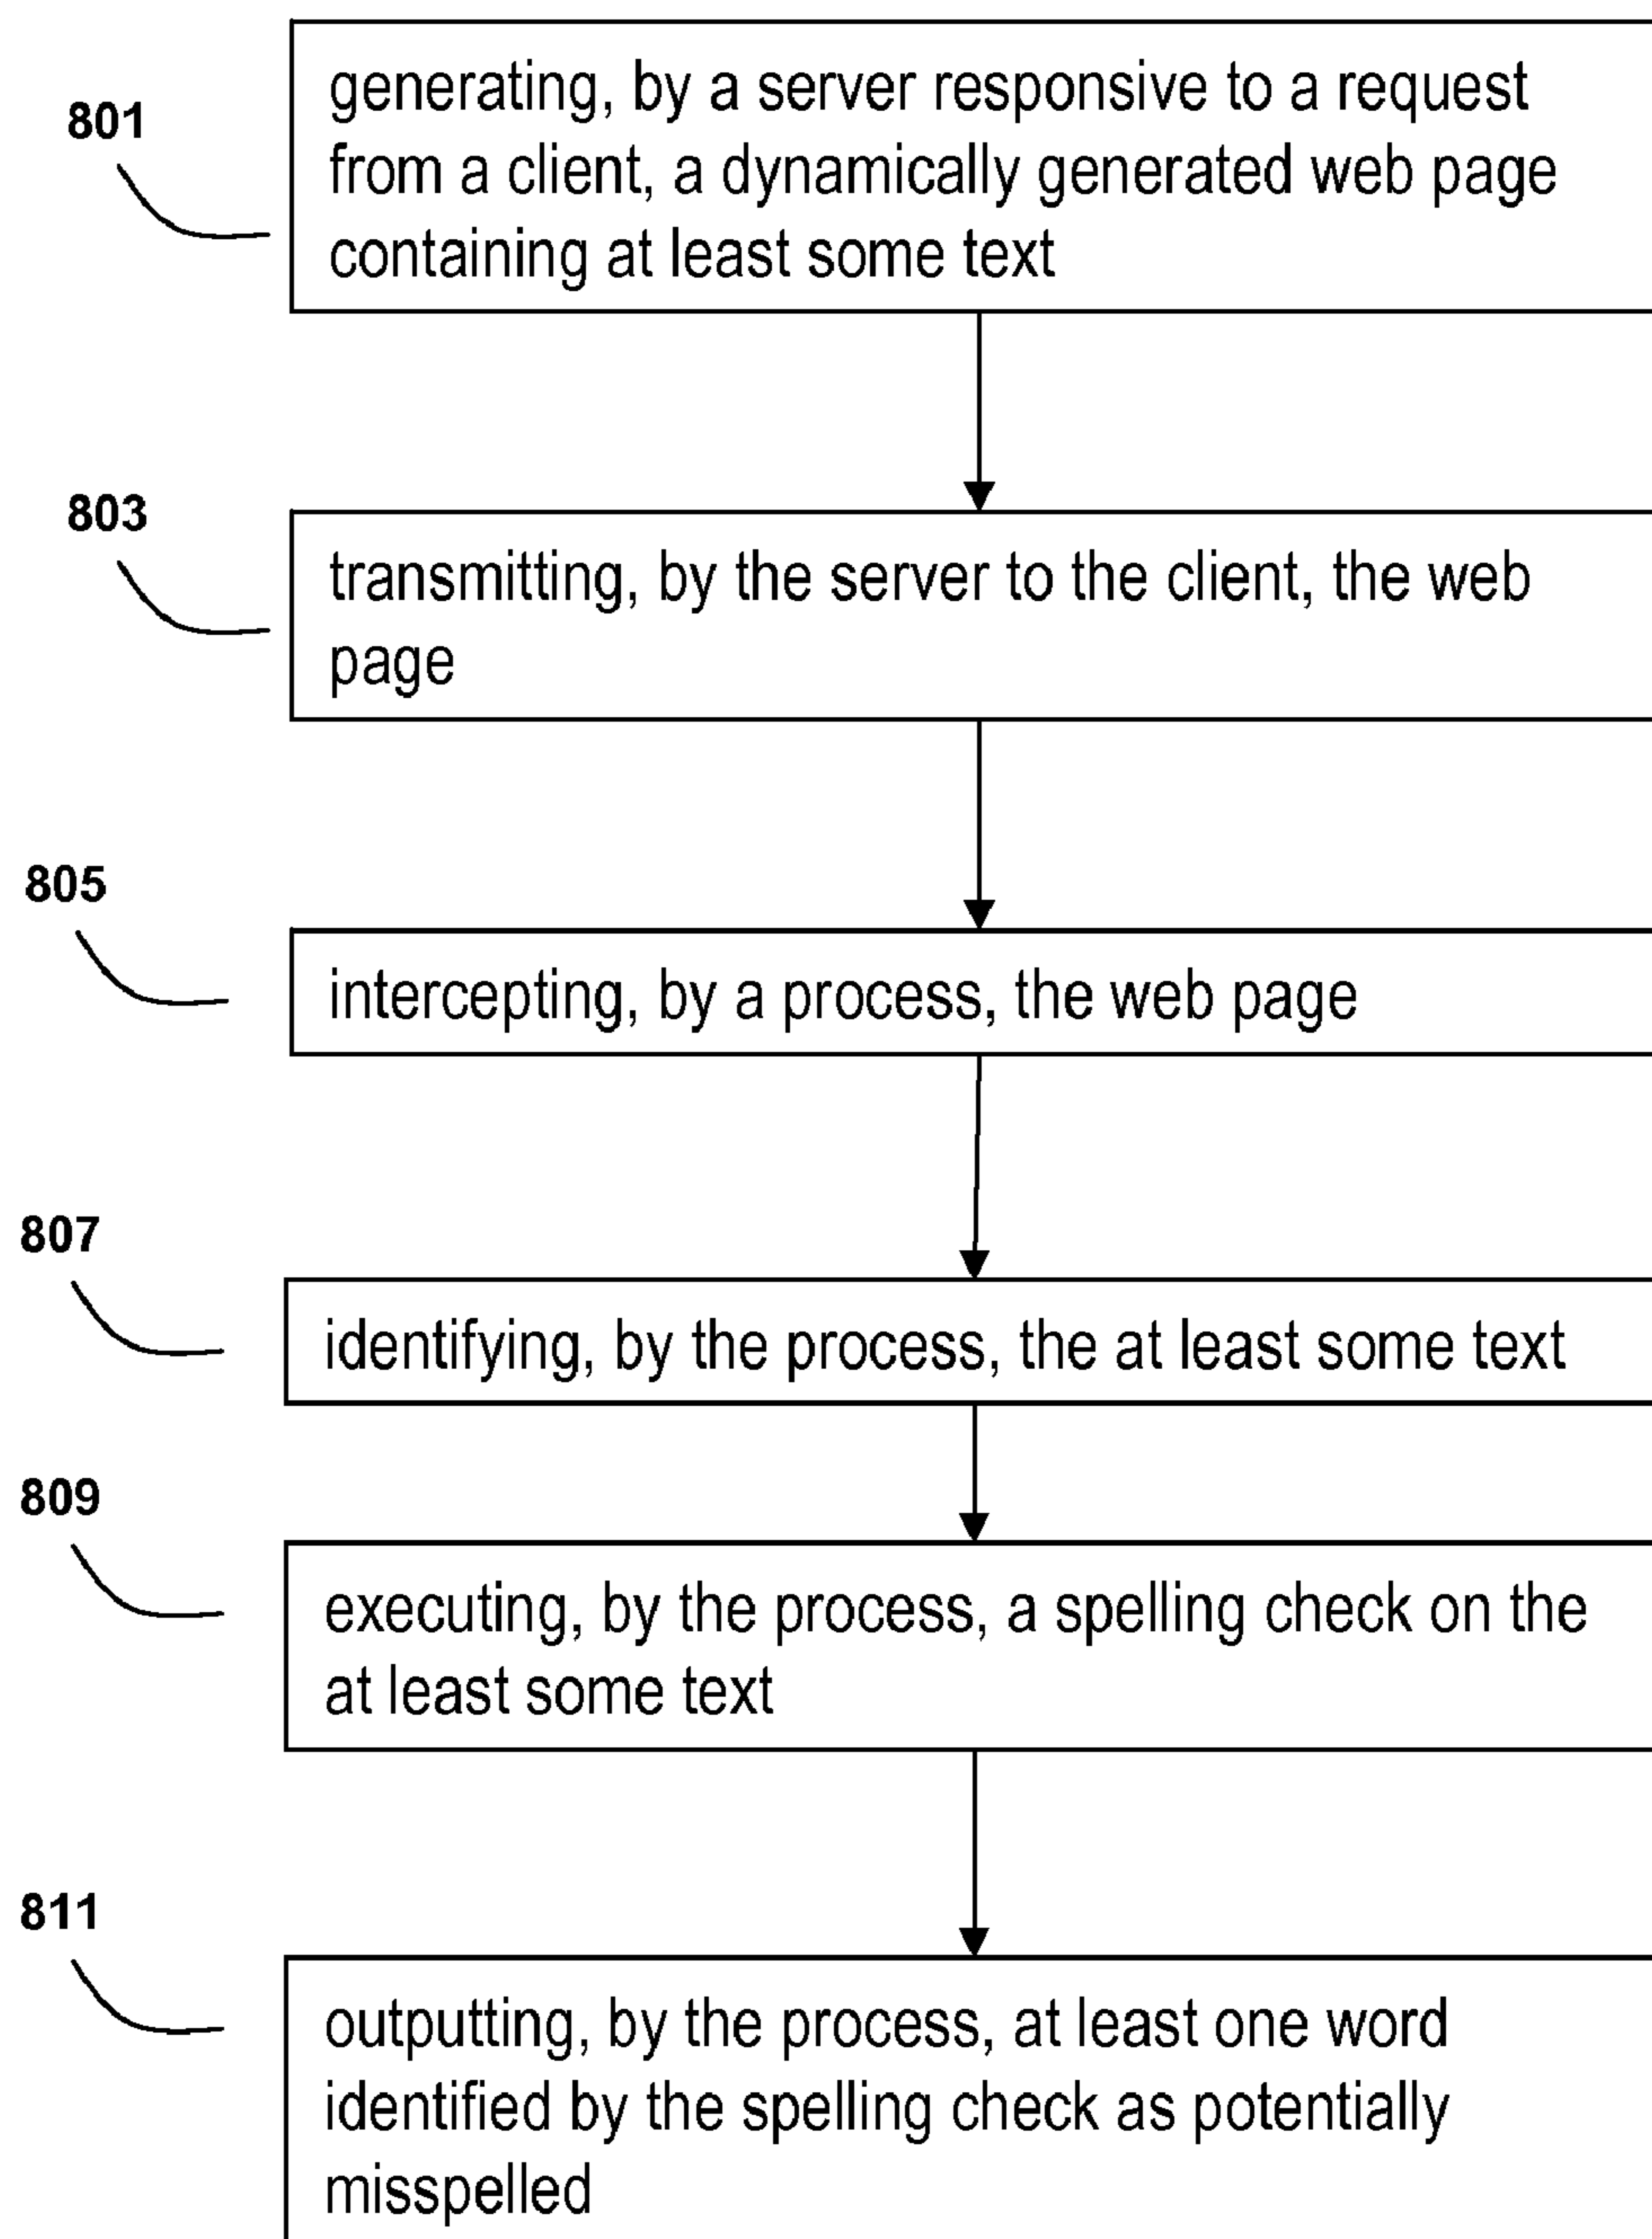 801
generating, by a server responsive to a request
from a client, a dynamically generated web page
containing at least some text
803
transmitting, by the server to the client, the web
page
805
intercepting, by a process, the web page
807
identifying, by the process, the at least some text
809
executing, by the process, a spelling check on the
at least some text
811
outputting, by the process, at least one word
identified by the spelling check as potentially
misspelled